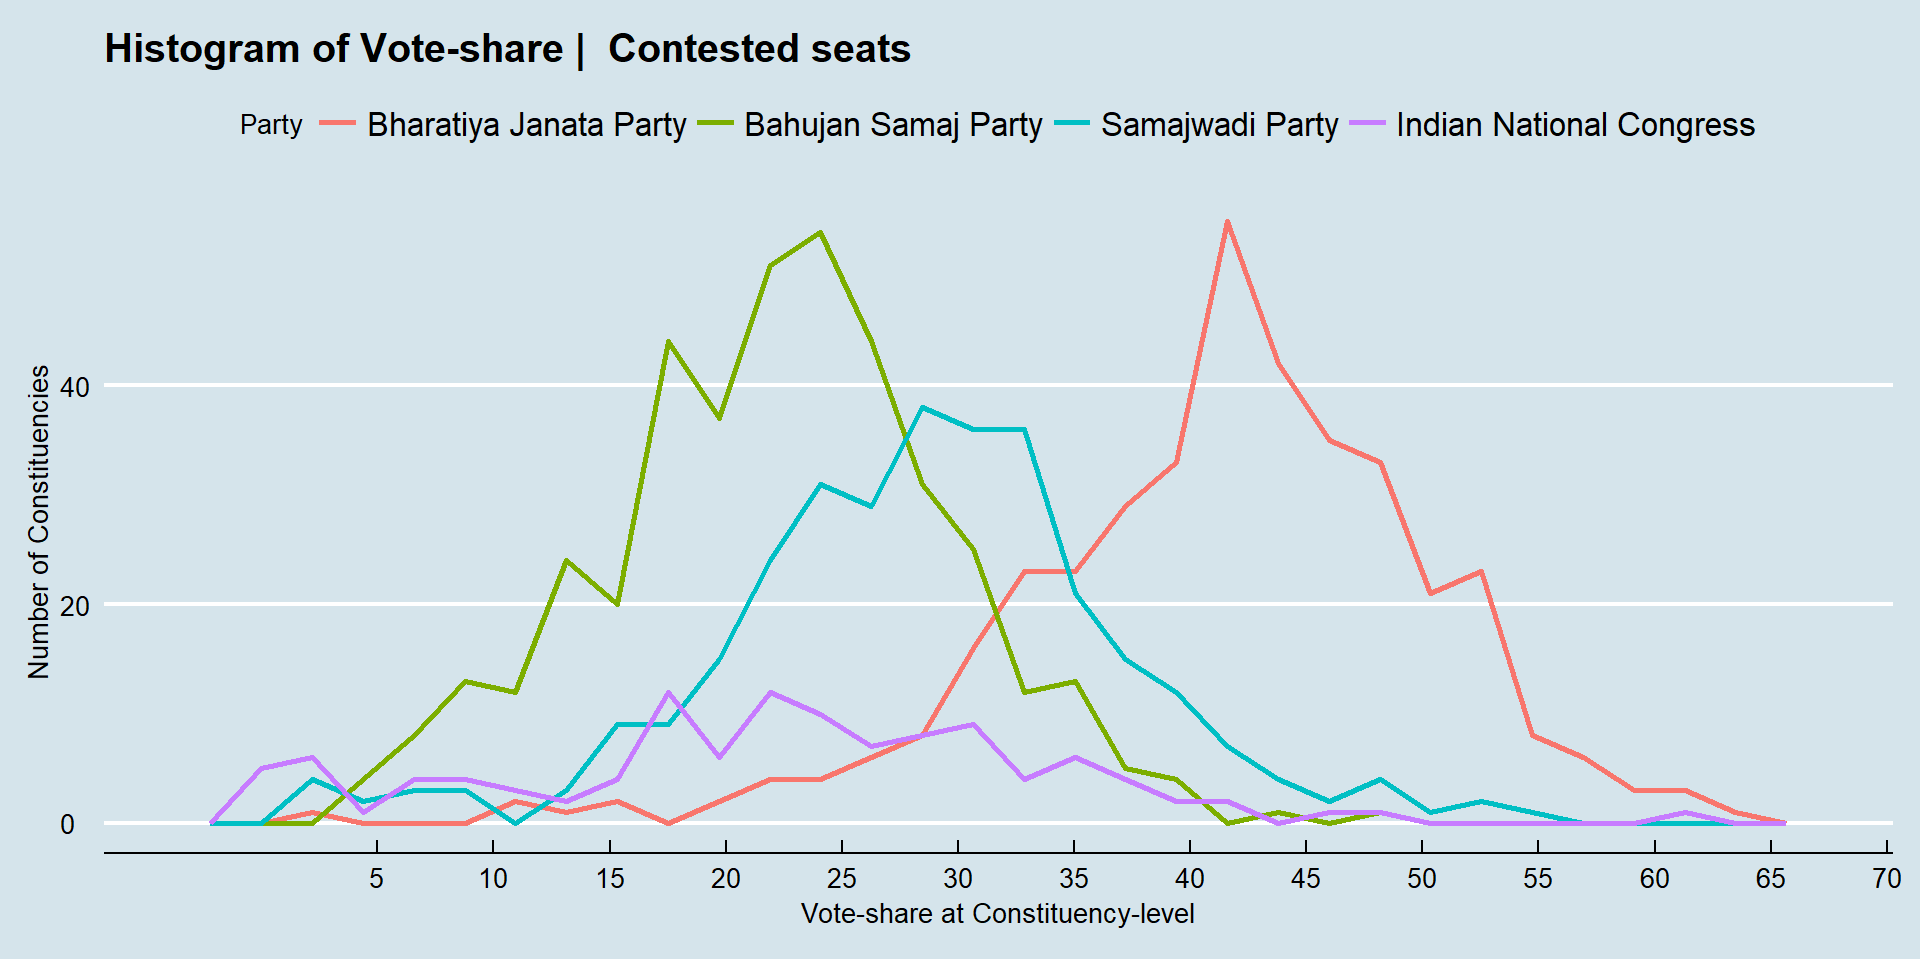 Histogram of Vote-share |  Contested seats
Party Bharatiya Janata Party Bahujan Samaj Party Samajwadi Party Indian National Congress
Number of Constituencies
40
20
0
5 10 15 20 25 30 35 40 45 50 55 60 65 70
Vote-share at Constituency-level